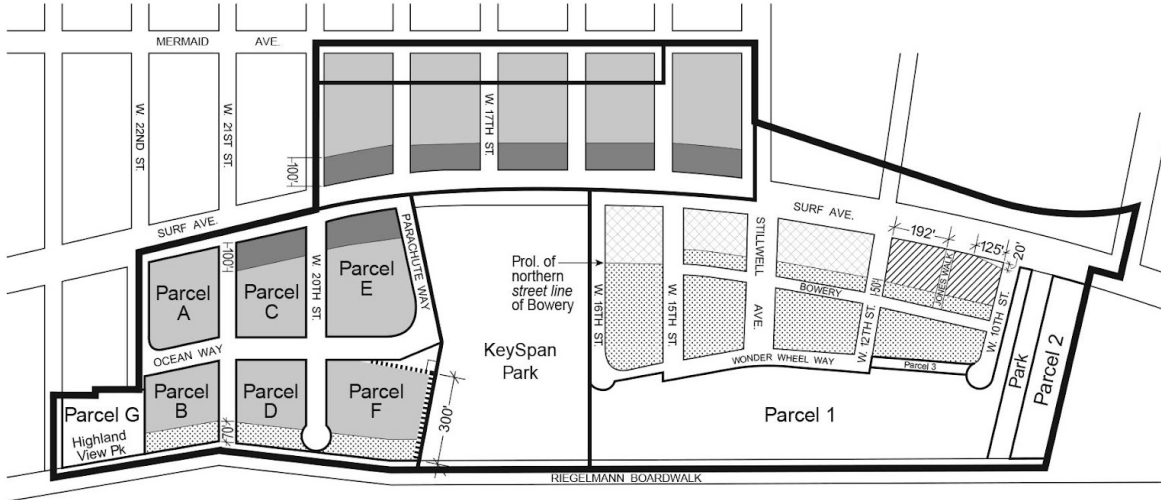 MERMAID AVE.
W. 22ND ST.
W. 21ST ST.
W. 17TH ST.
100'
SURF AVE.
SURF AVE.
192'
125'
20'
100'
W. 20TH ST.
PARACHUTE WAY
Parcel
A
Parcel
C
Parcel
E
Prol. of
northern
street line
of Bowery
STILLWELL
AVE.
JONES WALK
50'
BOWERY
W. 16TH ST.
W. 15TH ST.
W. 12TH ST.
W. 10TH ST.
OCEAN WAY
KeySpan
Park
WONDER WHEEL WAY
Parcel 3
Park
Parcel 2
Parcel G
Highland
View Pk
Parcel
B
Parcel
D
Parcel
F
70'
300'
Parcel 1
RIEGELMANN BOARDWALK